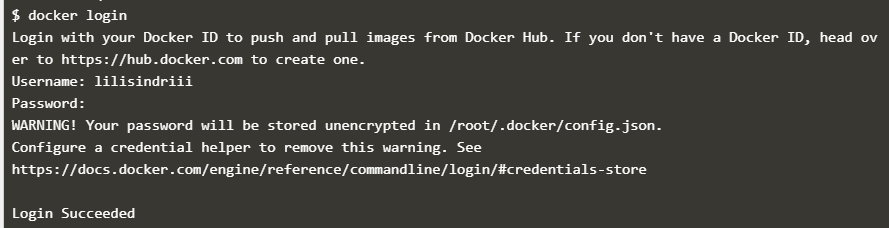 $ docker login
Login with your Docker ID to push and pull images from Docker Hub. If you don't have a Docker ID, head ov
er to https://hub.docker.com to create one.
Username: lilisindriii
Password:
WARNING! Your password will be stored unencrypted in /root/.docker/config.json.
Configure a credential helper to remove this warning. See
https://docs.docker.com/engine/reference/commandline/login/#credentials-store
Login Succeeded